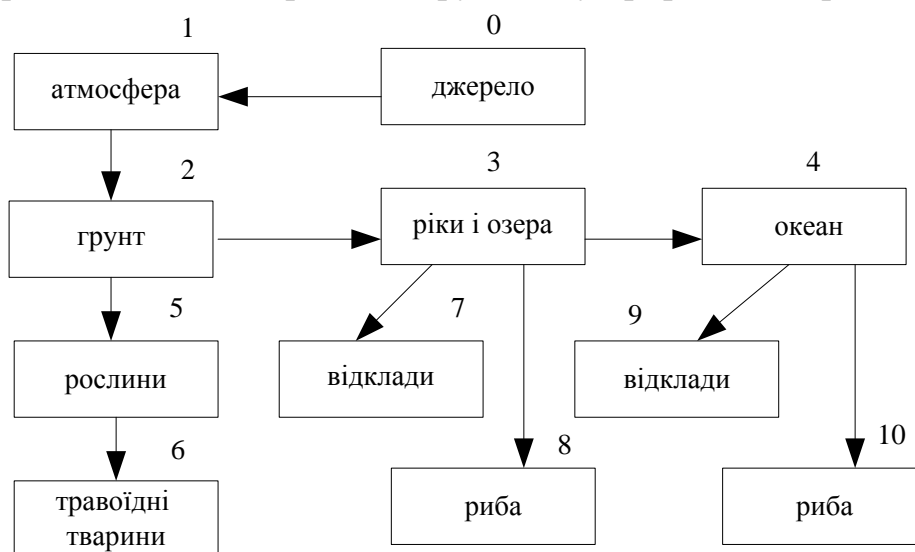 1
0
атмосфера
джерело
2
3
4
грунт
ріки і озера
океан
5
7
9
рослини
відклади
відклади
6
8
10
травоїдні
тварини
риба
риба